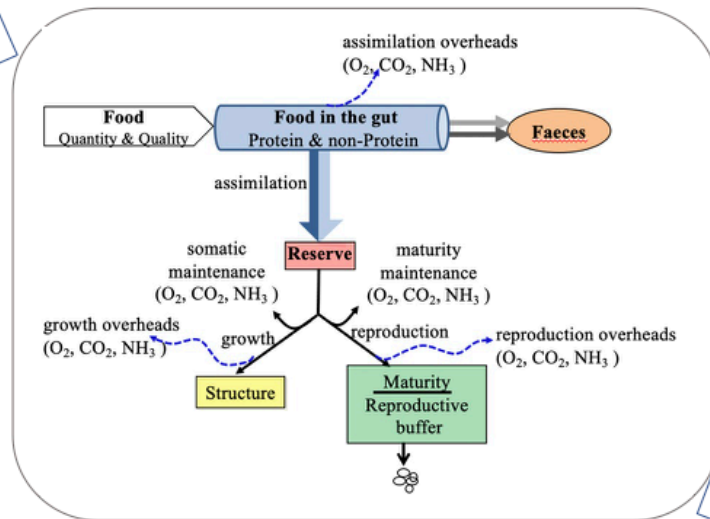 assimilation overheads
(O₂, CO₂, NH₃ )
Food
Quantity & Quality
Food in the gut
Protein & non-Protein
Faeces
assimilation
Reserve
somatic
maintenance
(O₂, CO₂, NH₃ )
maturity
maintenance
(O₂, CO₂, NH₃ )
growth overheads
(O₂, CO₂, NH₃ )
growth
reproduction
reproduction overheads
(O₂, CO₂, NH₃ )
Structure
Maturity
Reproductive
buffer